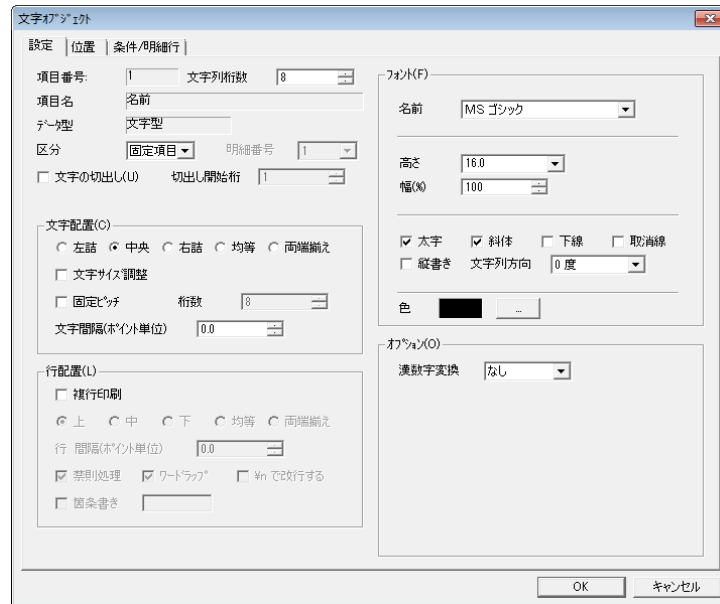 文字ｵﾌﾞｼﾞｪｸﾄ
設定 位置 条件/明細行
項目番号: 1 文字列桁数 8
項目名 名前
ﾃﾞｰﾀ型 文字型
区分 固定項目 明細番号 1
文字の切出し(U) 切出し開始桁 1
文字配置(C)
左詰 中央 右詰 均等 両端揃え
文字ｻｲｽﾞ調整
固定ﾋﾟｯﾁ 桁数 8
文字間隔(ﾎﾟｲﾝﾄ単位) 0.0
行配置(L)
複行印刷
上 中 下 均等 両端揃え
行 間隔(ﾎﾟｲﾝﾄ単位) 0.0
禁則処理 ﾜｰﾄﾞﾗｯﾌﾟ ¥n で改行する
箇条書き
ﾌｫﾝﾄ(F)
名前 MS ゴシック
高さ 16.0
幅(%) 100
太字 斜体 下線 取消線
縦書き 文字列方向 0 度
色 ...
ｵﾌﾟｼｮﾝ(O)
漢数字変換 なし
OK キャンセル